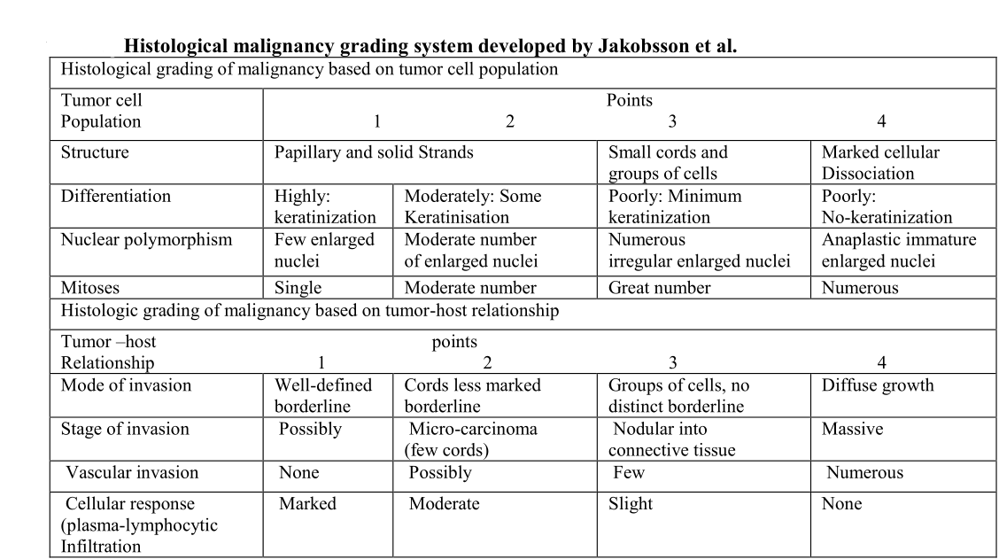 Histological malignancy grading system developed by Jakobsson et al.
Histological grading of malignancy based on tumor cell population
Tumor cell Points
Population 1 2 3 4
Structure Papillary and solid Strands Small cords and Marked cellular
groups of cells Dissociation
Differentiation Highly: Moderately: Some Poorly: Minimum Poorly:
keratinization Keratinisation keratinization No-keratinization
Nuclear polymorphism Few enlarged Moderate number Numerous Anaplastic immature
nuclei of enlarged nuclei irregular enlarged nuclei enlarged nuclei
Mitoses Single Moderate number Great number Numerous
Histologic grading of malignancy based on tumor-host relationship
Tumor –host points
Relationship 1 2 3 4
Mode of invasion Well-defined Cords less marked Groups of cells, no Diffuse growth
borderline borderline distinct borderline
Stage of invasion Possibly Micro-carcinoma Nodular into Massive
(few cords) connective tissue
Vascular invasion None Possibly Few Numerous
Cellular response Marked Moderate Slight None
(plasma-lymphocytic
Infiltration